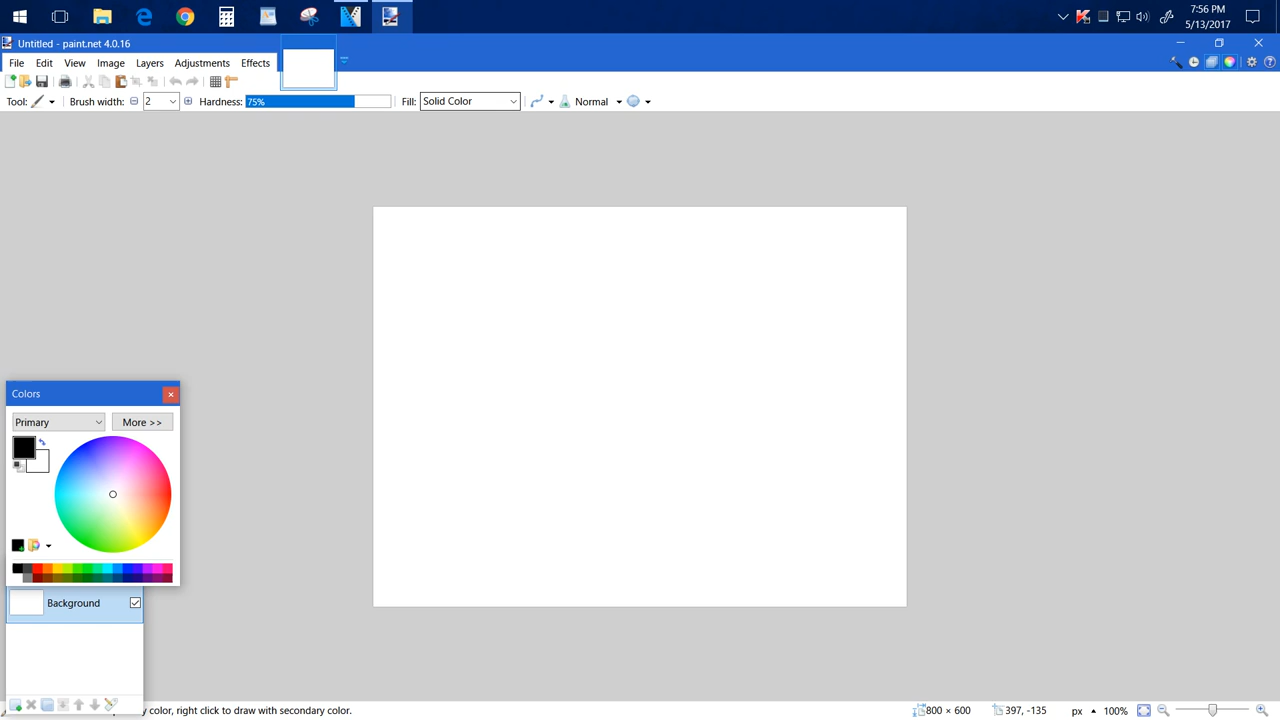 7:56 PM
5/13/2017
Untitled - paint.net 4.0.16
File Edit View Image Layers Adjustments Effects
Tool: Brush width: 2 Hardness: 75% Fill: Solid Color Normal
Colors
Primary More >>
Background
y color, right click to draw with secondary color.
800 × 600 397, -135 px 100%